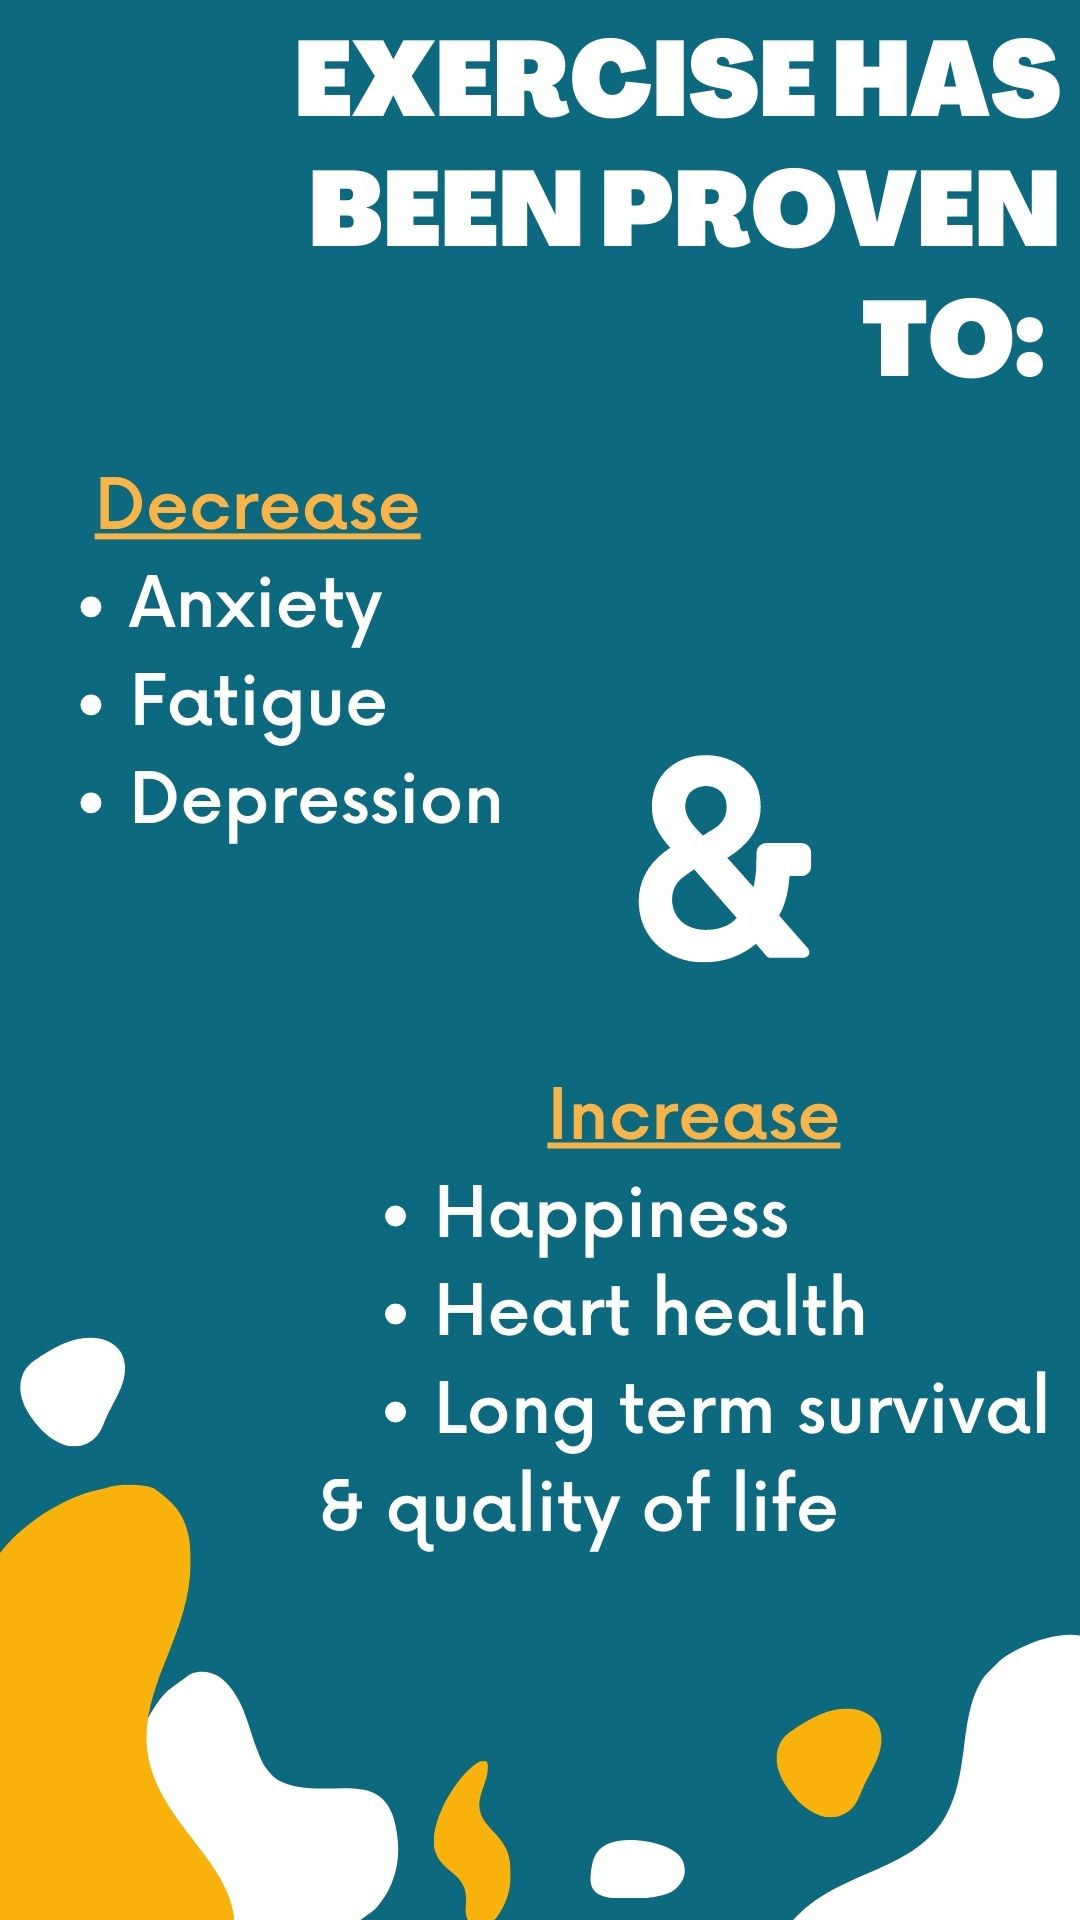 EXERCISE HAS
BEEN PROVEN
TO:
Decrease
• Anxiety
• Fatigue
• Depression
&
Increase
• Happiness
• Heart health
• Long term survival
& quality of life